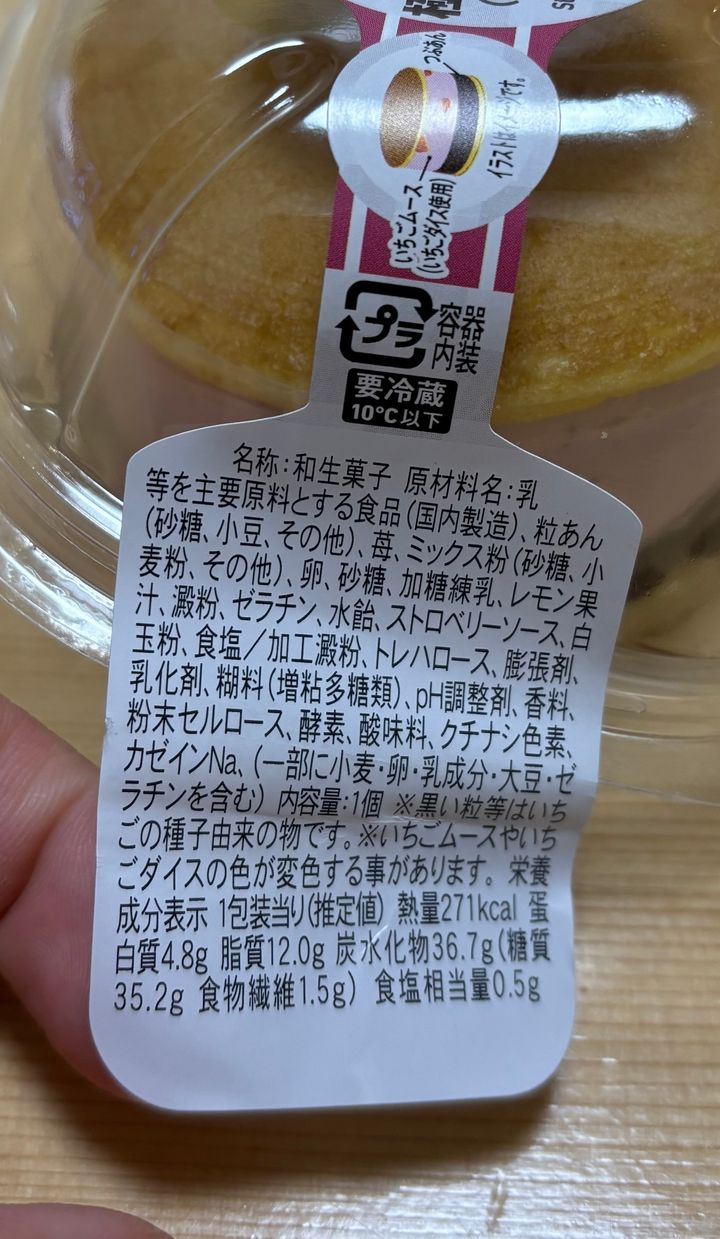 つぶあん
イラストはイメージです。
いちごムース
(いちごダイス使用)
プラ
容器
内装
要冷蔵
10℃以下
名称:和生菓子 原材料名:乳
等を主要原料とする食品(国内製造)、粒あん
(砂糖、小豆、その他)、苺、ミックス粉(砂糖、小
麦粉、その他)、卵、砂糖、加糖練乳、レモン果
汁、澱粉、ゼラチン、水飴、ストロベリーソース、白
玉粉、食塩/加工澱粉、トレハロース、膨張剤、
乳化剤、糊料(増粘多糖類)、pH調整剤、香料、
粉末セルロース、酵素、酸味料、クチナシ色素、
カゼインNa、(一部に小麦・卵・乳成分・大豆・ゼ
ラチンを含む) 内容量:1個 ※黒い粒等はいち
ごの種子由来の物です。※いちごムースやいち
ごダイスの色が変色する事があります。 栄養
成分表示 1包装当り(推定値) 熱量271kcal 蛋
白質4.8g 脂質12.0g 炭水化物36.7g(糖質
35.2g 食物繊維1.5g) 食塩相当量0.5g